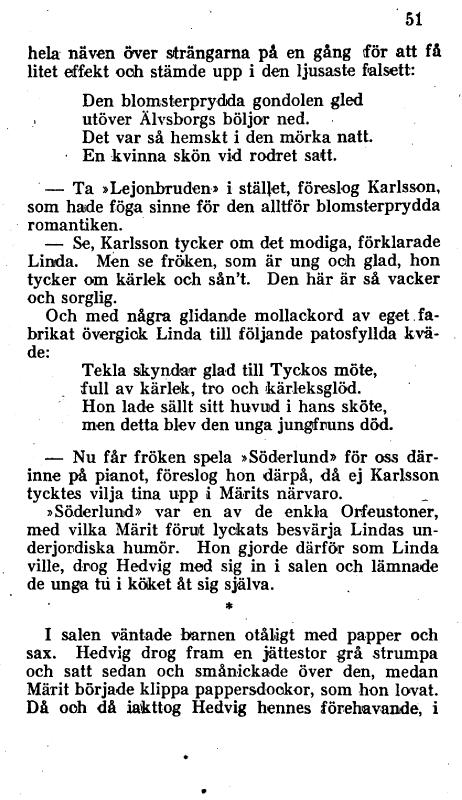 51
hela näven över strängarna på en gång för att få
litet effekt och stämde upp i den ljusaste falsett:
Den blomsterprydda gondolen gled
utöver Älvsborgs böljor ned.
Det var så hemskt i den mörka natt.
En kvinna skön vid rodret satt.
— Ta »Lejonbruden» i stället, föreslog Karlsson,
som hade föga sinne för den alltför blomsterprydda
romantiken.
— Se, Karlsson tycker om det modiga, förklarade
Linda. Men se fröken, som är ung och glad, hon
tycker om kärlek och sån't. Den här är så vacker
och sorglig.
Och med några glidande mollackord av eget fa-
brikat övergick Linda till följande patosfyllda kvä-
de:
Tekla skyndar glad till Tyckos möte,
full av kärlek, tro och kärleksglöd.
Hon lade sällt sitt huvud i hans sköte,
men detta blev den unga jungfruns död.
— Nu får fröken spela »Söderlund» för oss där-
inne på pianot, föreslog hon därpå, då ej Karlsson
tycktes vilja tina upp i Märits närvaro.
»Söderlund» var en av de enkla Orfeustoner,
med vilka Märit förut lyckats besvärja Lindas un-
derjordiska humör. Hon gjorde därför som Linda
ville, drog Hedvig med sig in i salen och lämnade
de unga tu i köket åt sig själva.
*
I salen väntade barnen otåligt med papper och
sax. Hedvig drog fram en jättestor grå strumpa
och satt sedan och smånickade över den, medan
Märit började klippa pappersdockor, som hon lovat.
Då och då iakttog Hedvig hennes förehavande, i